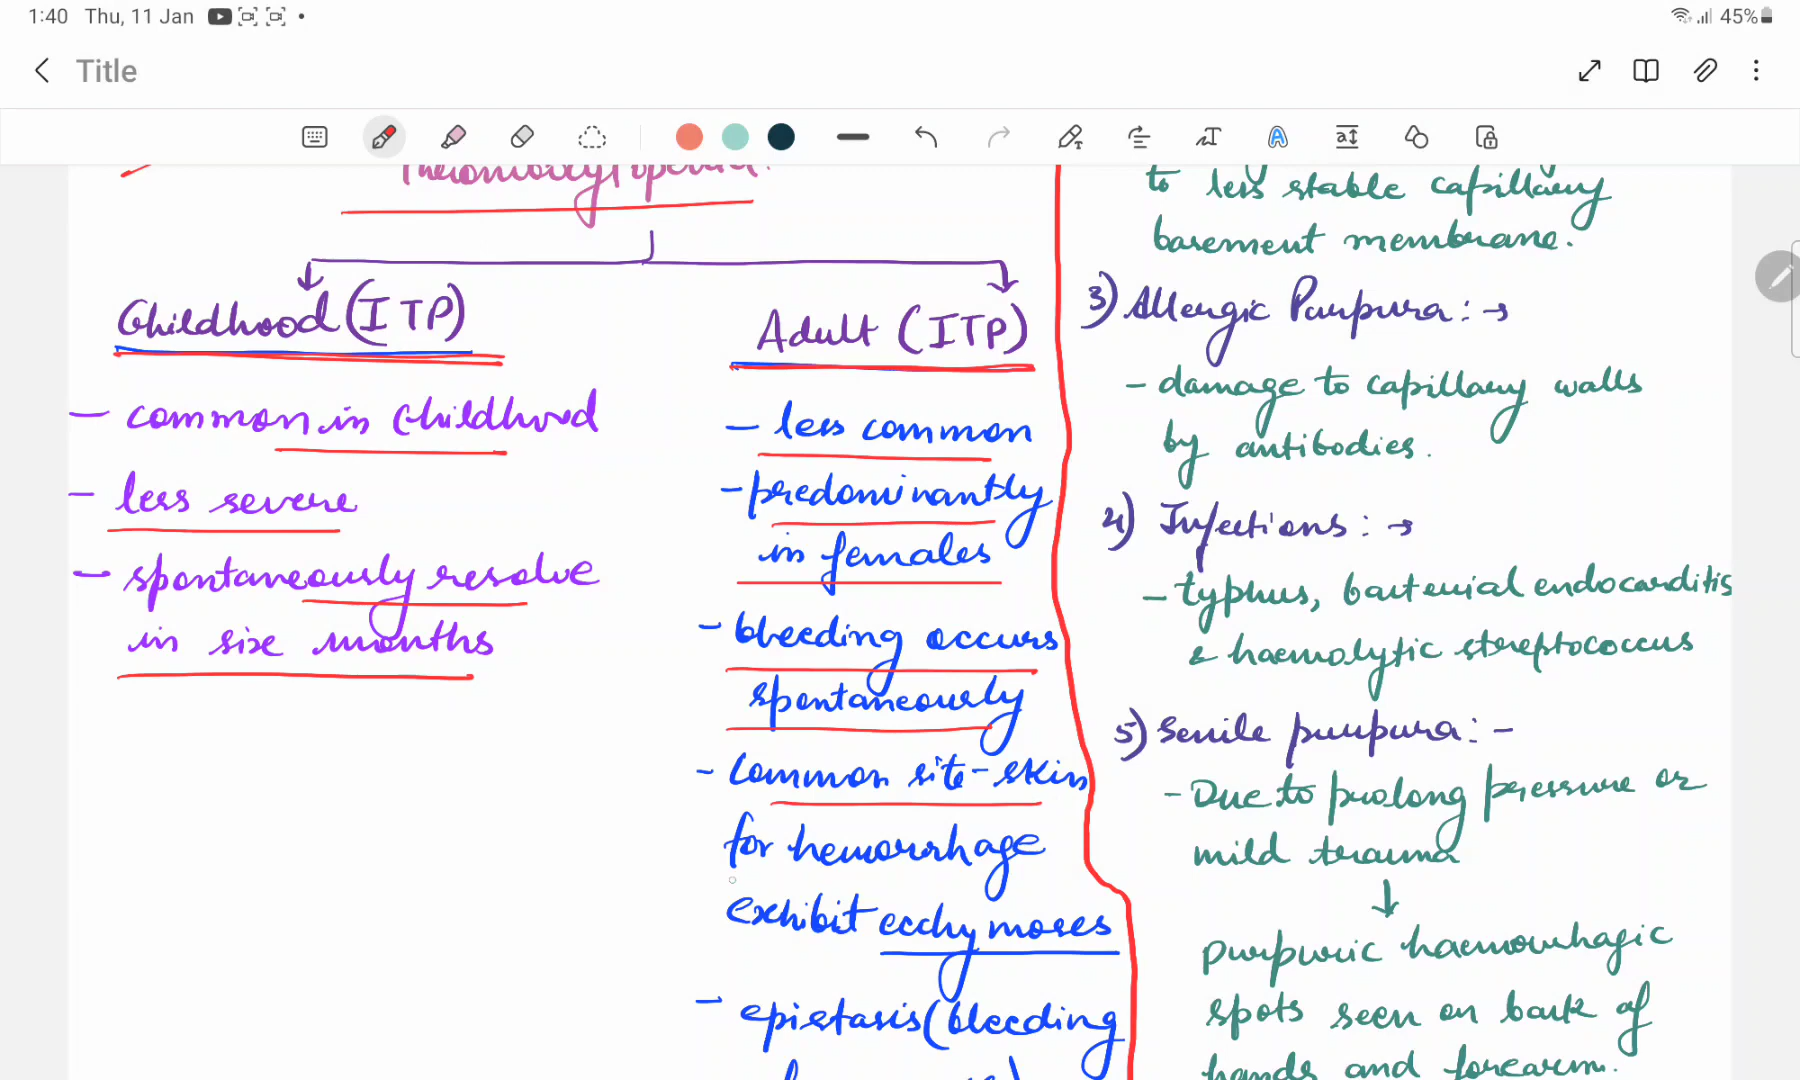 1:40 Thu, 11 Jan
45%
Title
Childhood (ITP)
- common in childhood
- less severe
- spontaneously resolve
in six months
Adult (ITP)
- less common
- predominantly
in females
- bleeding occurs
spontaneously
- Common site - skin
for hemorrhage
exhibit ecchymoses
- epistasis (bleeding
to less stable capillary
basement membrane.
3) Allergic Purpura : →
- damage to capillary walls
by antibodies.
4) Infections : →
- typhus, bacterial endocarditis
& haemolytic streptococcus
5) Senile purpura : -
- Due to prolong pressure or
mild trauma
↓
purpuric haemorrhagic
spots seen on back of
hands and forearm.